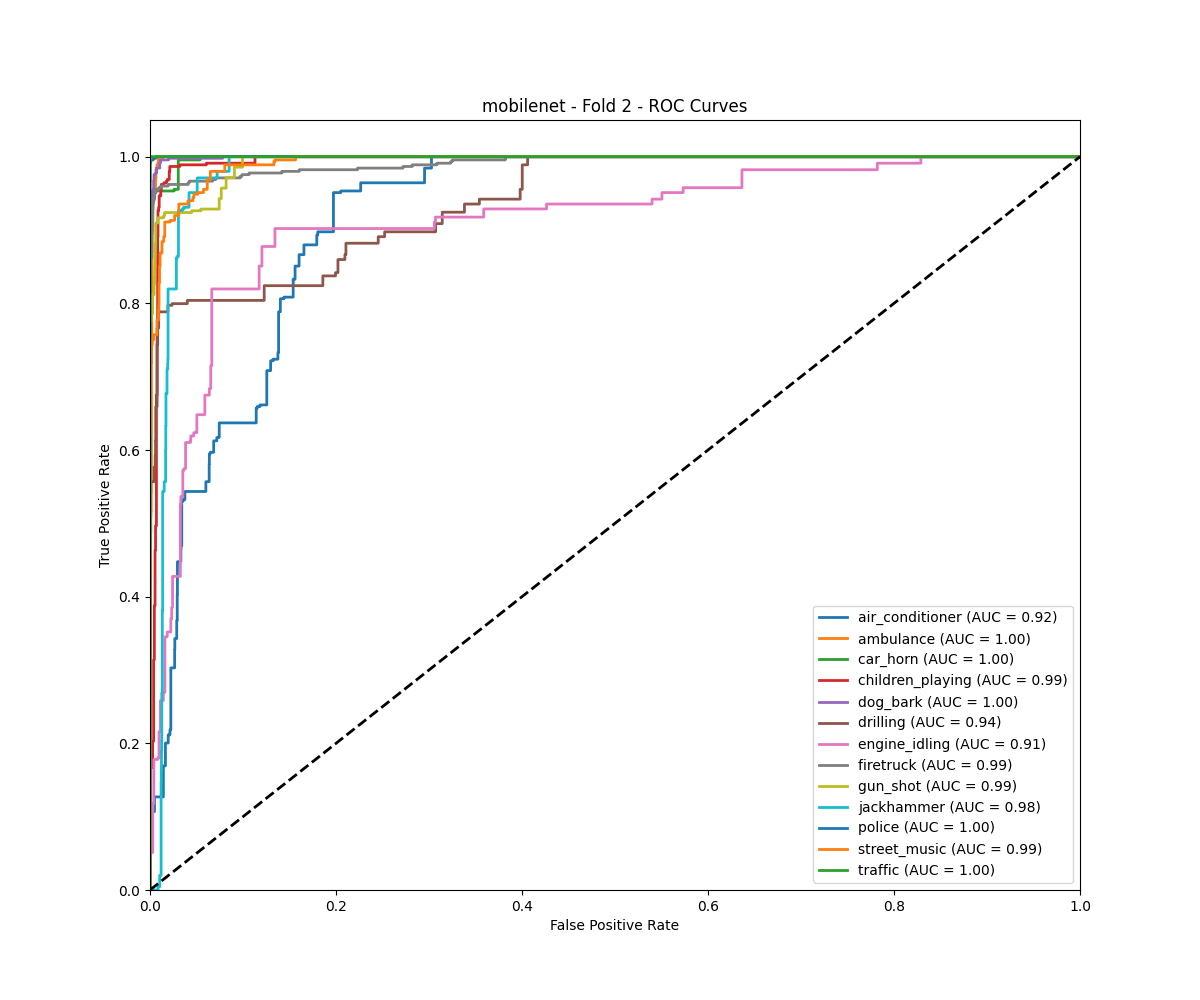 mobilenet - Fold 2 - ROC Curves
1.0
0.8
0.6
0.4
0.2
0.0
True Positive Rate
0.0 0.2 0.4 0.6 0.8 1.0
False Positive Rate
air_conditioner (AUC = 0.92)
ambulance (AUC = 1.00)
car_horn (AUC = 1.00)
children_playing (AUC = 0.99)
dog_bark (AUC = 1.00)
drilling (AUC = 0.94)
engine_idling (AUC = 0.91)
firetruck (AUC = 0.99)
gun_shot (AUC = 0.99)
jackhammer (AUC = 0.98)
police (AUC = 1.00)
street_music (AUC = 0.99)
traffic (AUC = 1.00)